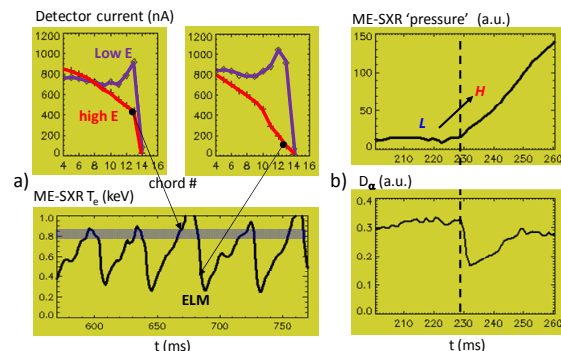 Detector current (nA)
1200
1000
800
600
400
200
0
Low E
high E
4 6 8 10 12 14 16
1200
1000
800
600
400
200
0
4 6 8 10 12 14 16
chord #
a)
ME-SXR Te (keV)
1.0
0.8
0.6
0.4
0.2
0.0
ELM
600 650 700 750
t (ms)
ME-SXR ‘pressure’ (a.u.)
150
100
50
0
L
H
210 220 230 240 250 260
b)
Dα (a.u.)
0.4
0.3
0.2
0.1
0.0
210 220 230 240 250 260
t (ms)